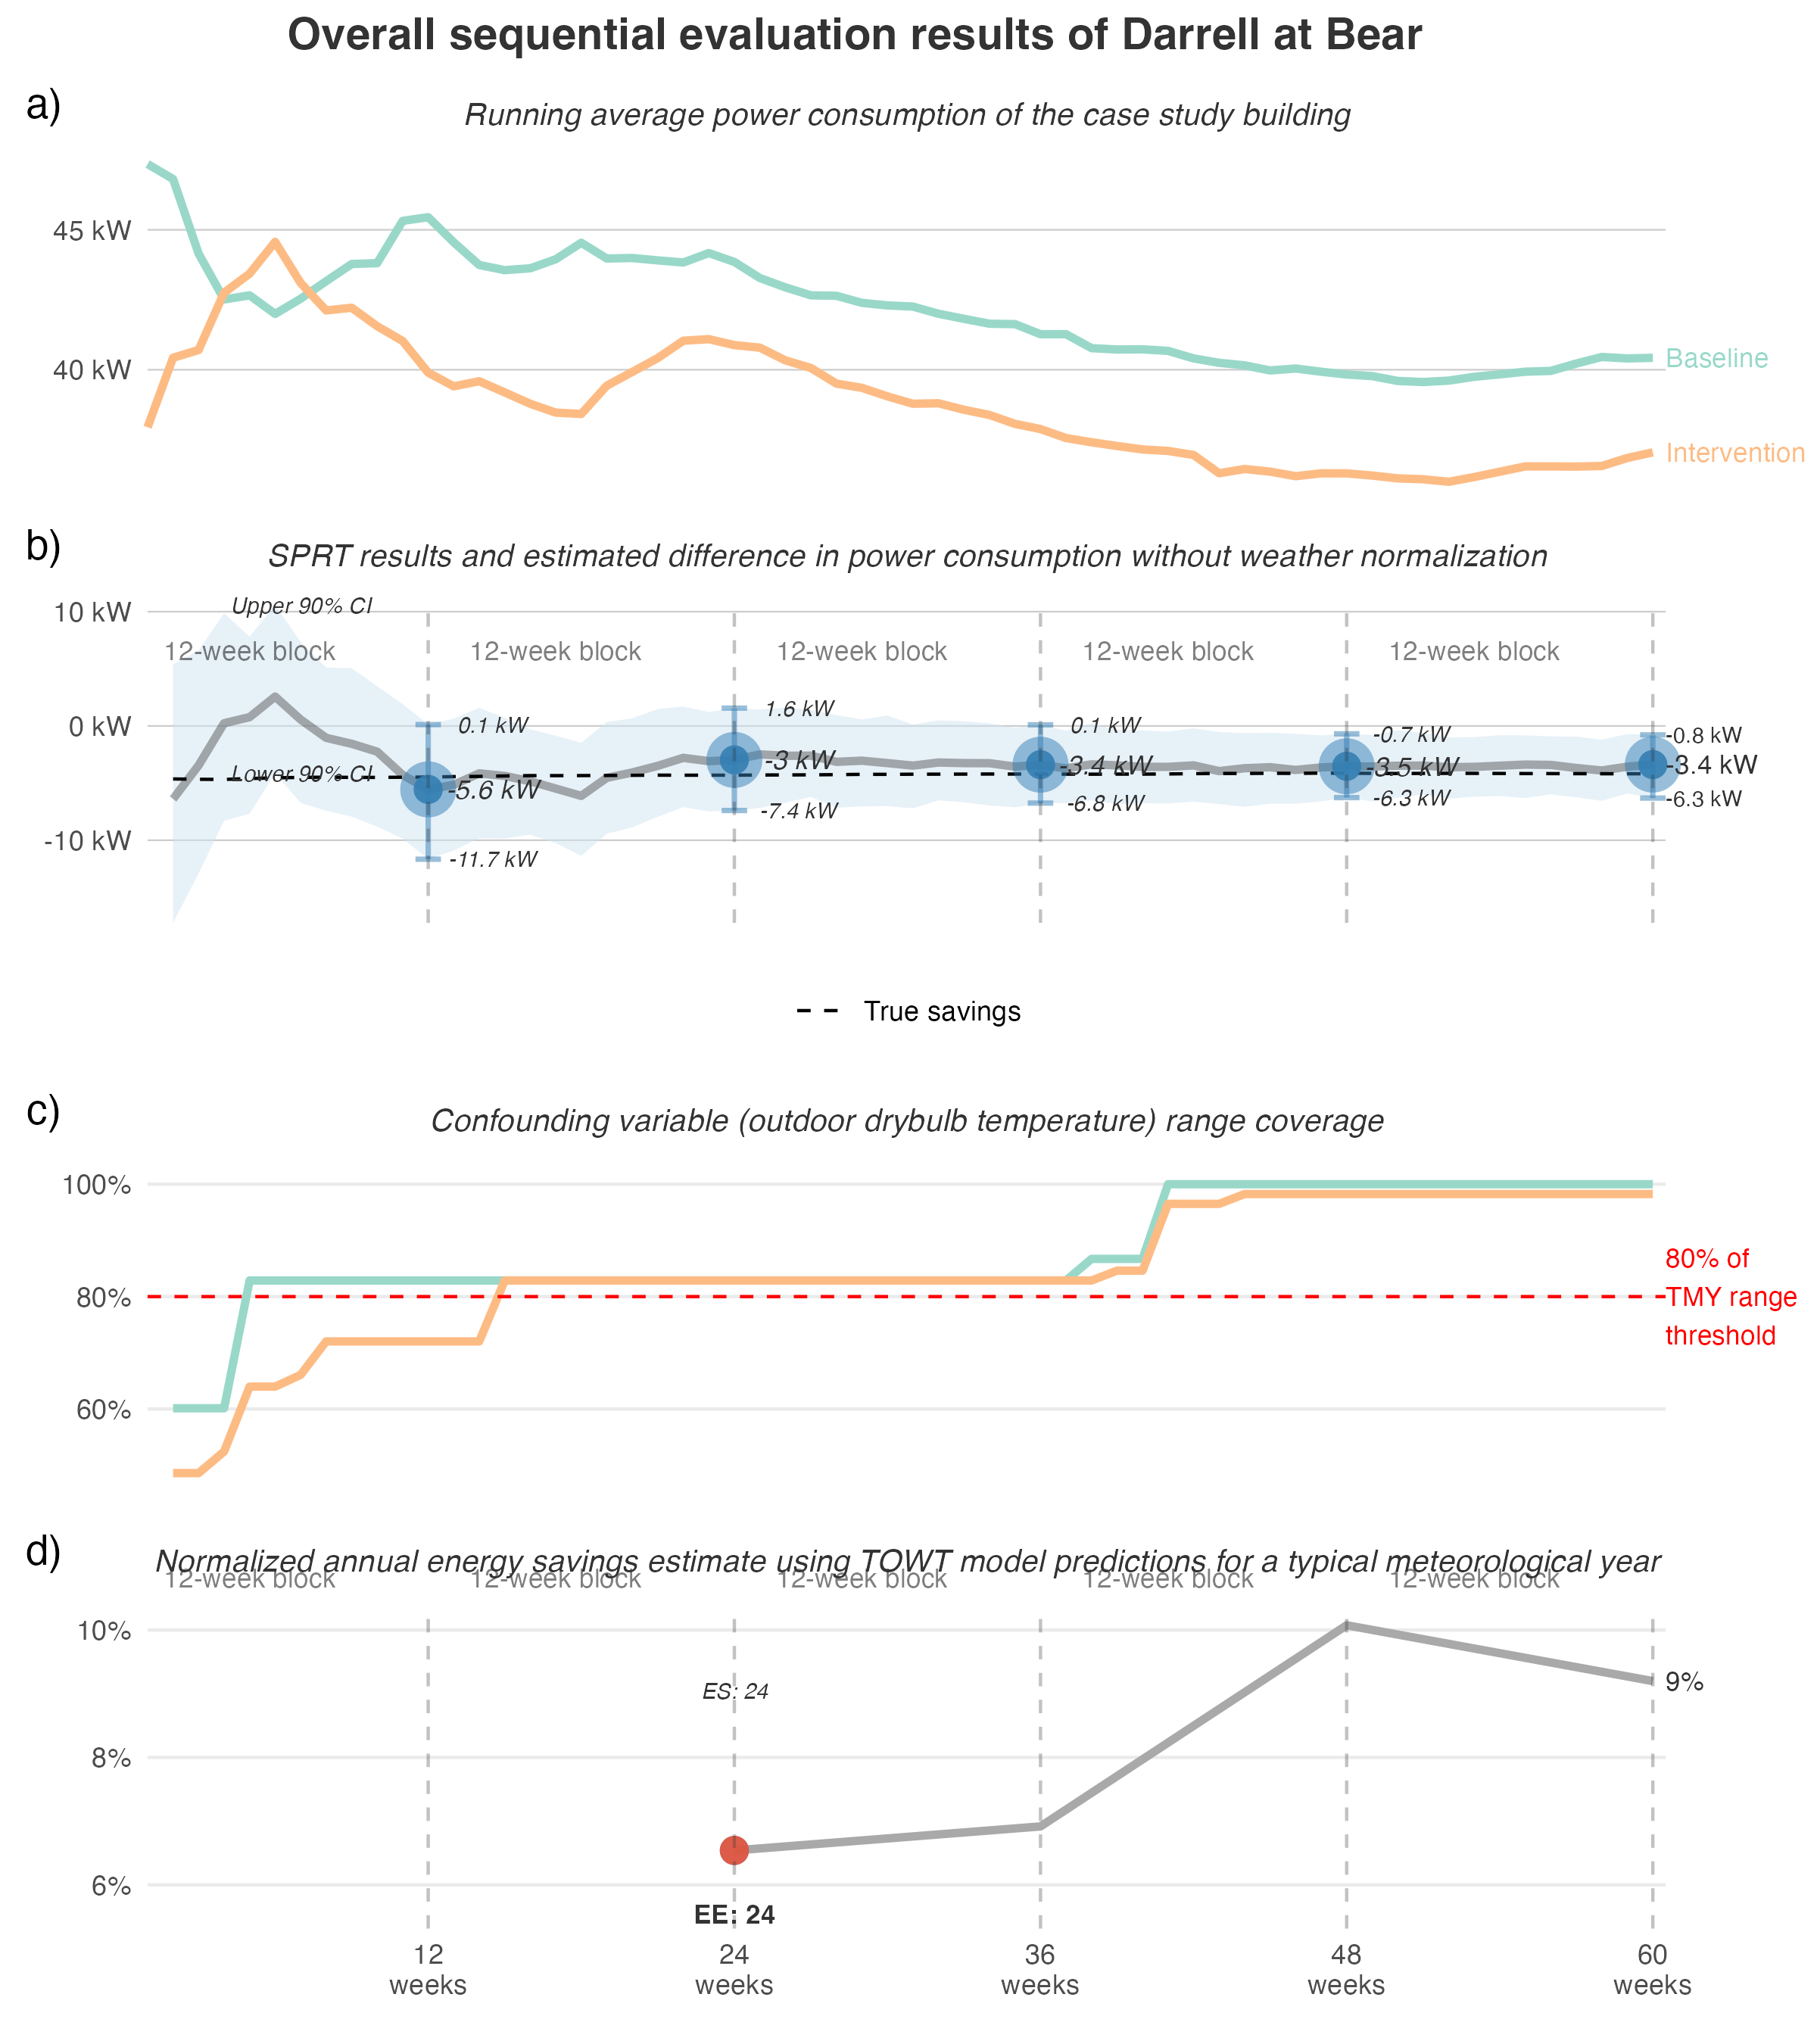 Overall sequential evaluation results of Darrell at Bear
a)
Running average power consumption of the case study building
45 kW
40 kW
Baseline
Intervention
b)
SPRT results and estimated difference in power consumption without weather normalization
10 kW
0 kW
-10 kW
Upper 90% CI
12-week block
12-week block
12-week block
12-week block
12-week block
Lower 90% CI
0.1 kW
-5.6 kW
-11.7 kW
1.6 kW
-3 kW
-7.4 kW
0.1 kW
-3.4 kW
-6.8 kW
-0.7 kW
-3.5 kW
-6.3 kW
-0.8 kW
-3.4 kW
-6.3 kW
True savings
c)
Confounding variable (outdoor drybulb temperature) range coverage
100%
80%
60%
80% of
TMY range
threshold
d)
Normalized annual energy savings estimate using TOWT model predictions for a typical meteorological year
12-week block
12-week block
12-week block
12-week block
12-week block
10%
8%
6%
ES: 24
9%
EE: 24
12
weeks
24
weeks
36
weeks
48
weeks
60
weeks